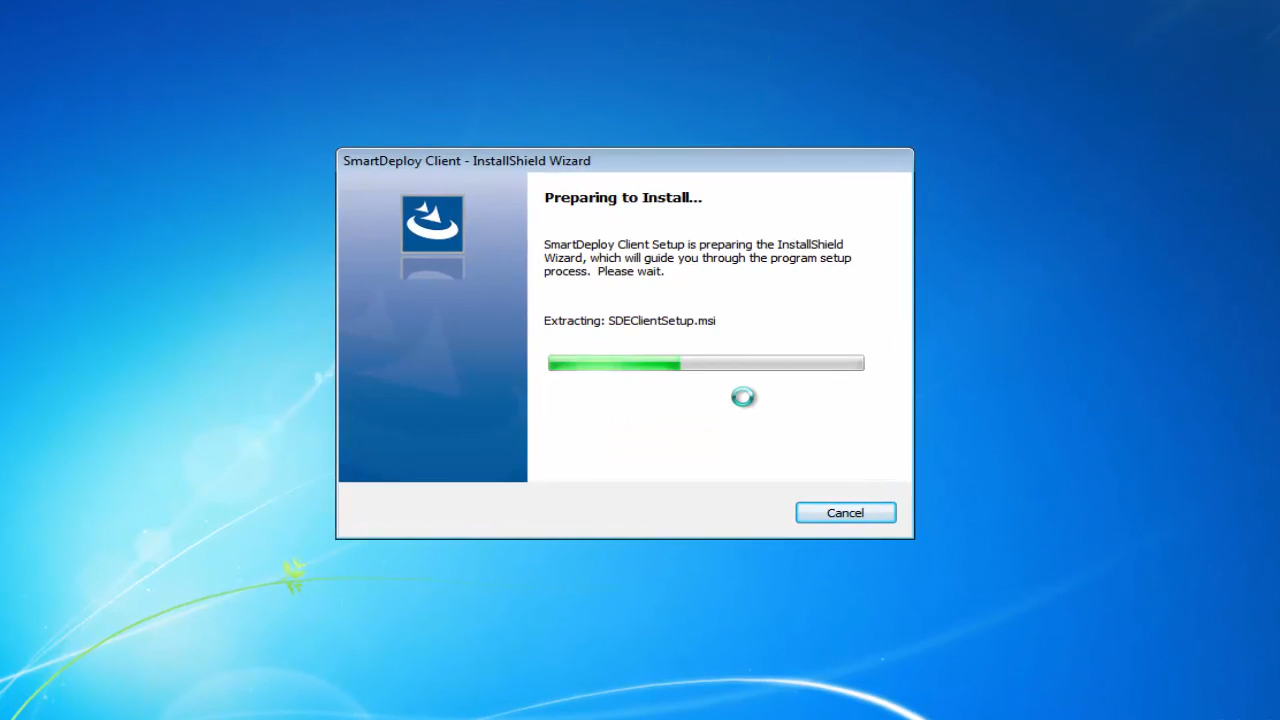 SmartDeploy Client - InstallShield Wizard
Preparing to Install...
SmartDeploy Client Setup is preparing the InstallShield
Wizard, which will guide you through the program setup
process.  Please wait.
Extracting: SDEClientSetup.msi
Cancel